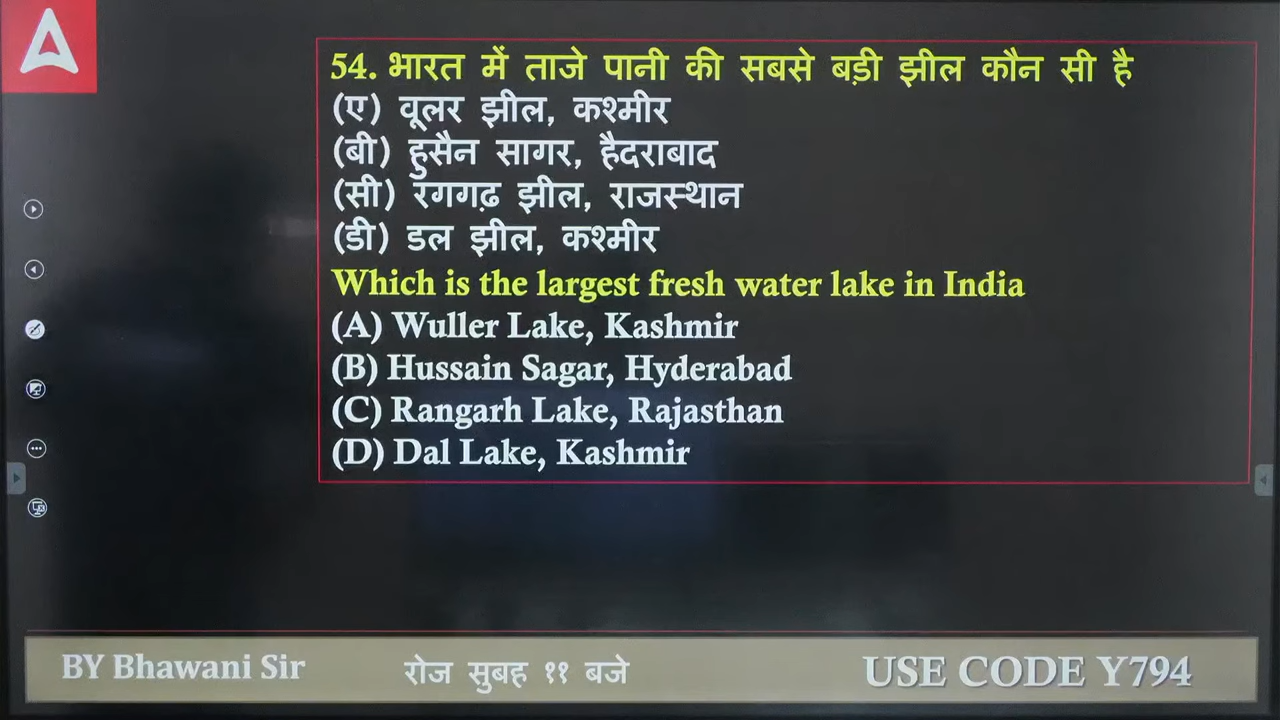 54. भारत में ताजे पानी की सबसे बड़ी झील कौन सी है
(ए) वूलर झील, कश्मीर
(बी) हुसैन सागर, हैदराबाद
(सी) रंगगढ़ झील, राजस्थान
(डी) डल झील, कश्मीर
Which is the largest fresh water lake in India
(A) Wuller Lake, Kashmir
(B) Hussain Sagar, Hyderabad
(C) Rangarh Lake, Rajasthan
(D) Dal Lake, Kashmir
BY Bhawani Sir रोज सुबह ११ बजे USE CODE Y794